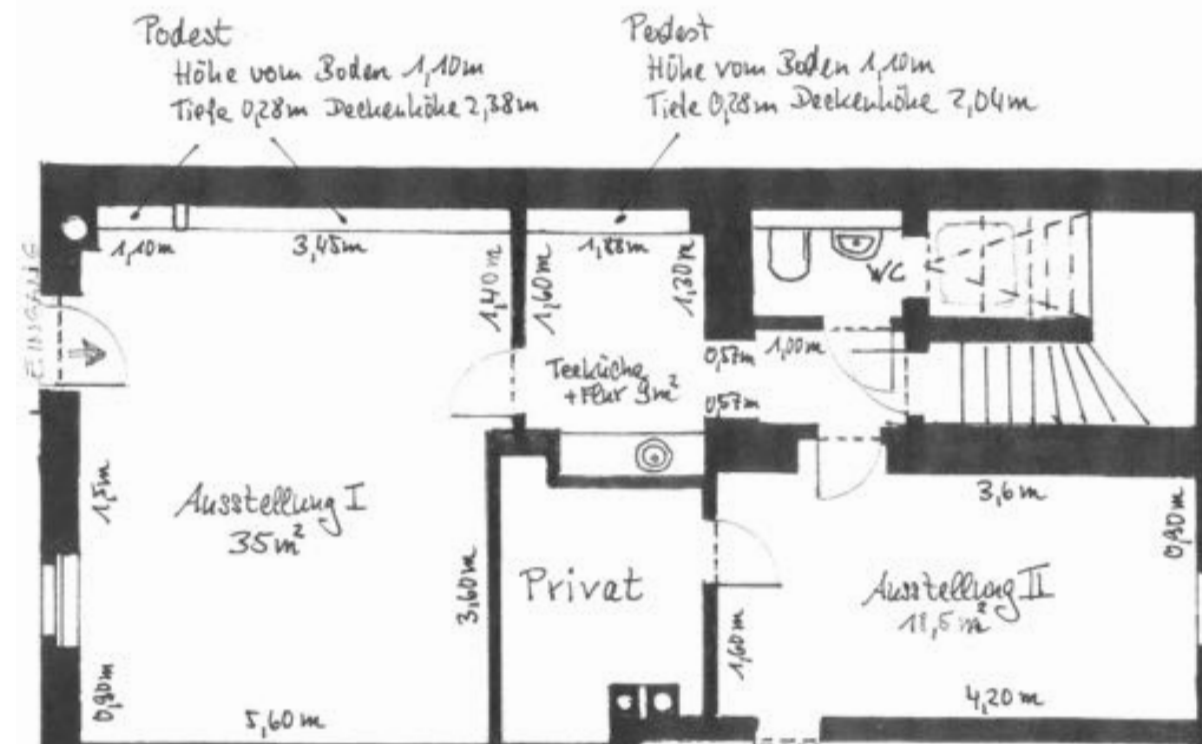 Podest
Höhe vom Boden 1,10m
Tiefe 0,28m Deckenhöhe 2,38m
Podest
Höhe vom Boden 1,10m
Tiefe 0,28m Deckenhöhe 2,04m
EINGANG
1,10m
3,45m
1,40m
1,60m
1,88m
1,30m
WC
Teeküche
+Flur 9m²
0,57m
0,57m
1,00m
1,5m
Ausstellung I
35m²
3,60m
0,90m
5,60m
Privat
3,6m
0,90m
Ausstellung II
18,5m²
1,60m
4,20m